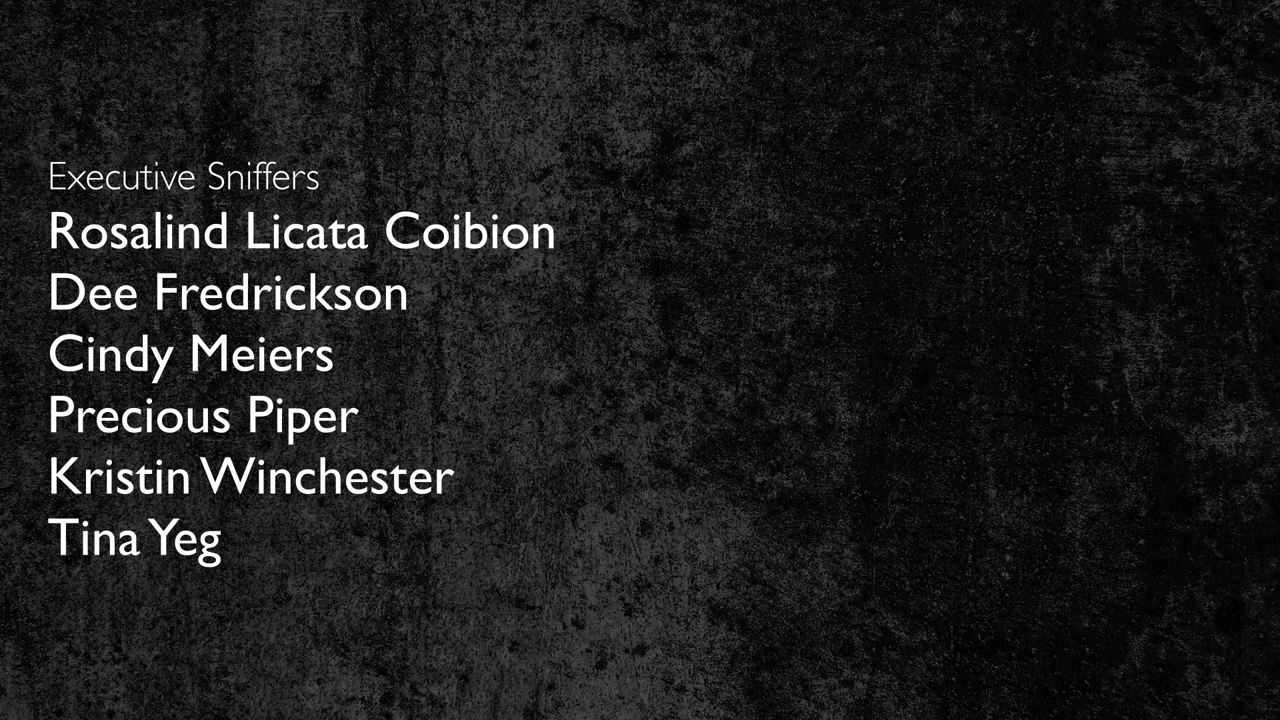 Executive Sniffers
Rosalind Licata Coibion
Dee Fredrickson
Cindy Meiers
Precious Piper
Kristin Winchester
Tina Yeg